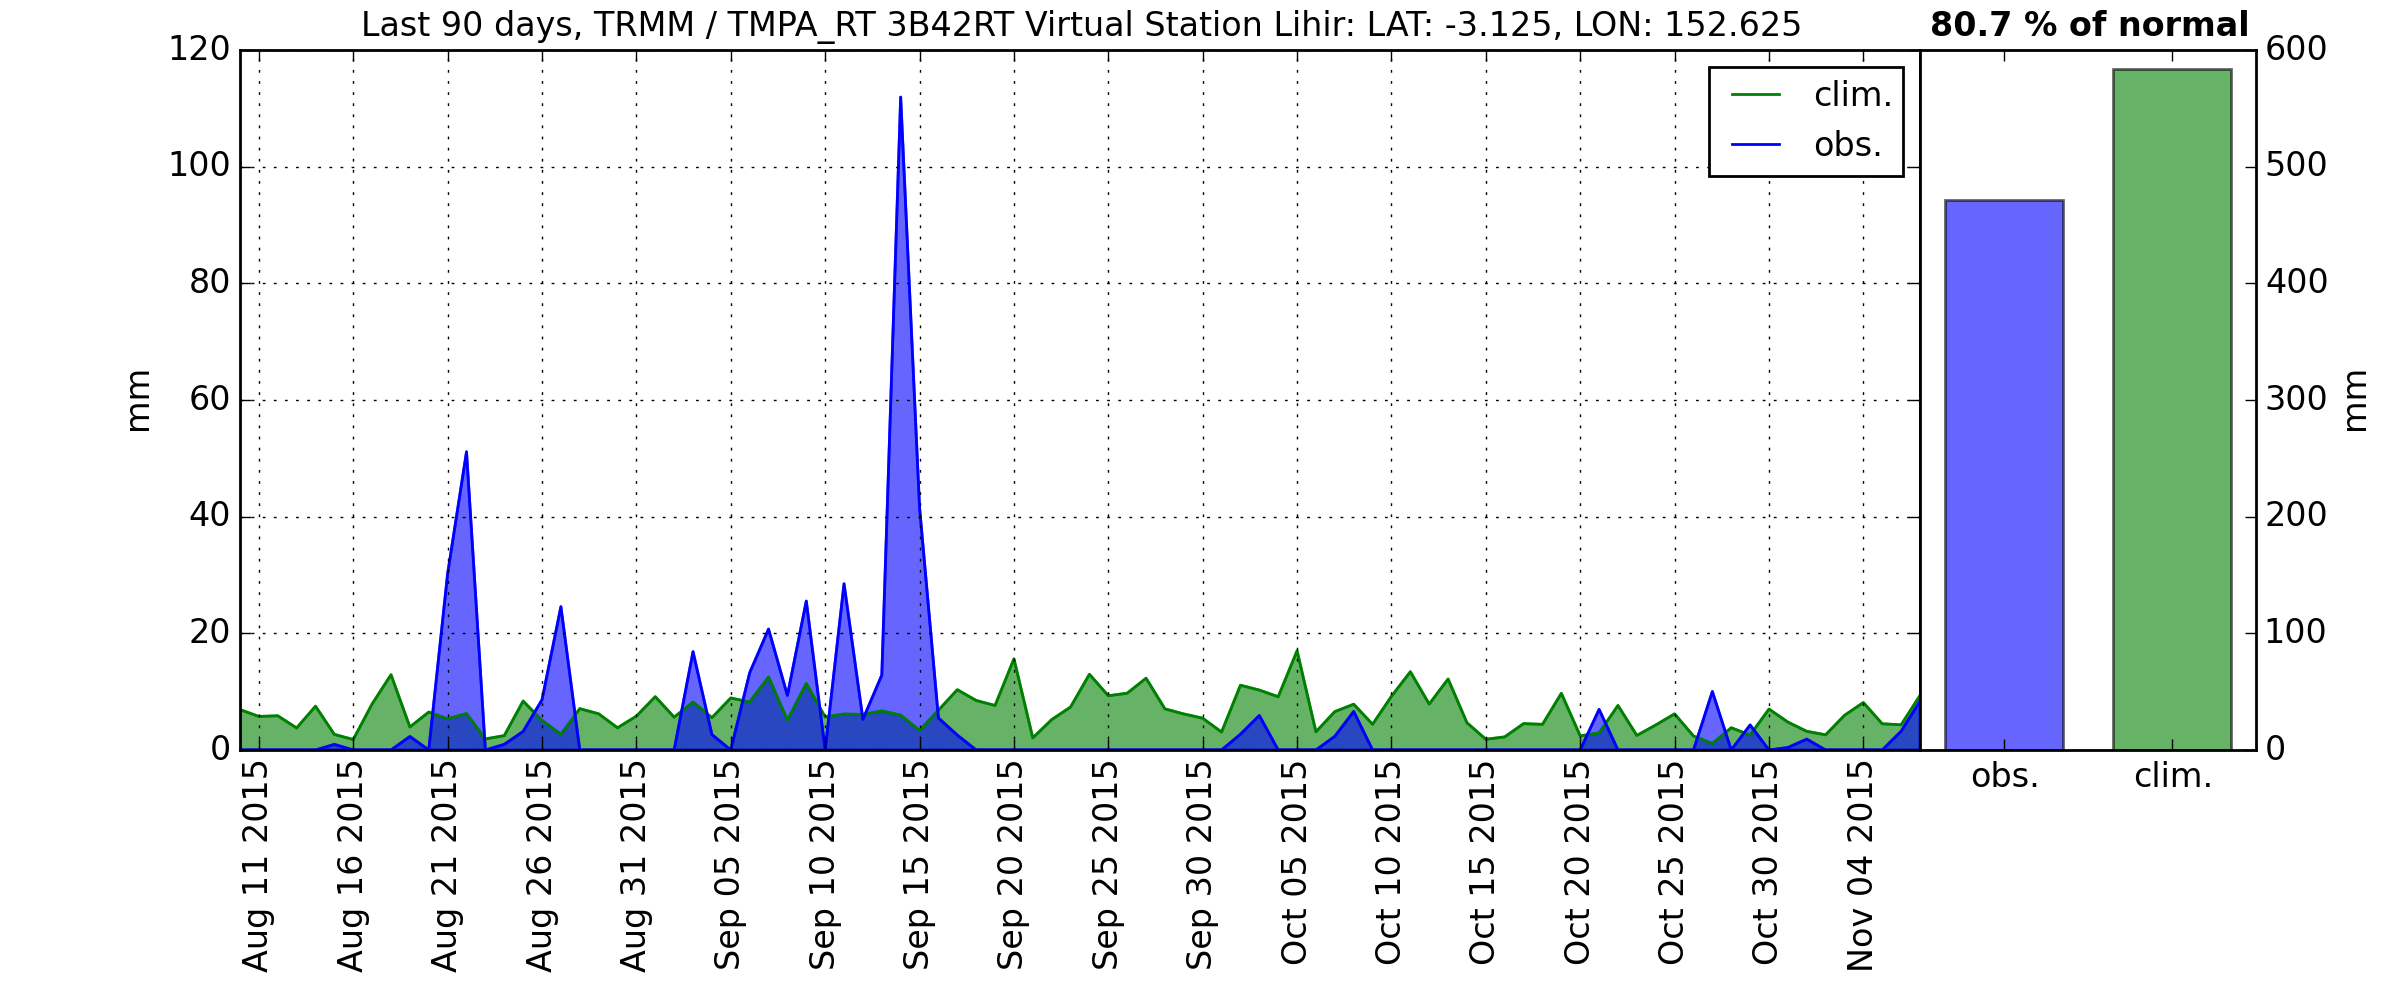 Last 90 days, TRMM / TMPA_RT 3B42RT Virtual Station Lihir: LAT: -3.125, LON: 152.625
80.7 % of normal
120
100
80
60
40
20
0
mm
clim.
obs.
600
500
400
300
200
100
0
mm
Aug 11 2015
Aug 16 2015
Aug 21 2015
Aug 26 2015
Aug 31 2015
Sep 05 2015
Sep 10 2015
Sep 15 2015
Sep 20 2015
Sep 25 2015
Sep 30 2015
Oct 05 2015
Oct 10 2015
Oct 15 2015
Oct 20 2015
Oct 25 2015
Oct 30 2015
Nov 04 2015
obs.
clim.